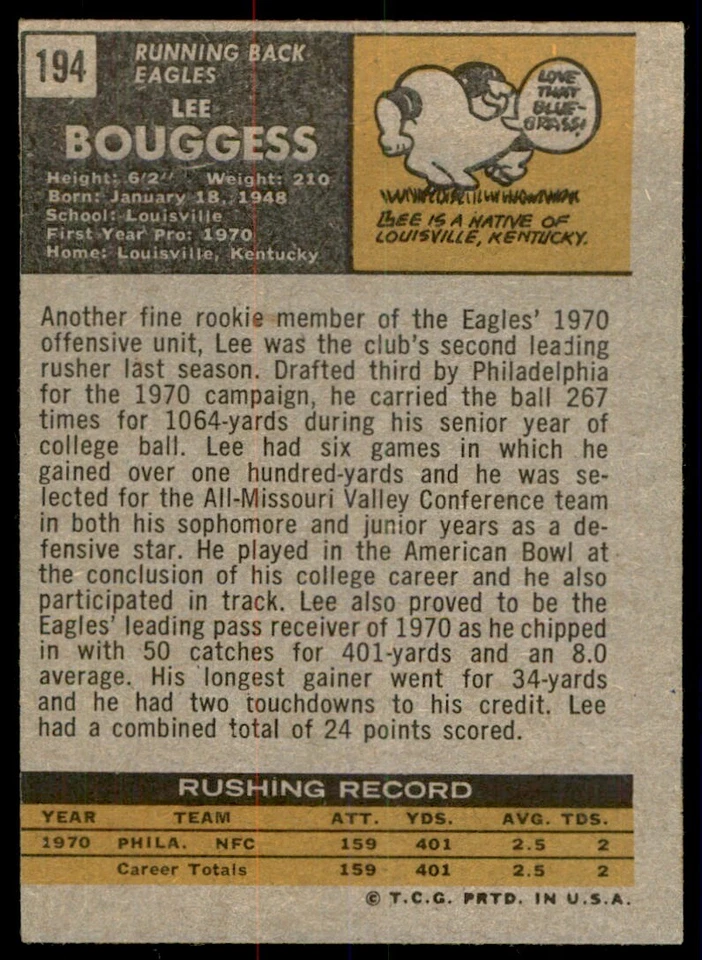 194
RUNNING BACK
EAGLES
LEE
BOUGGESS
Height: 6'2" Weight: 210
Born: January 18, 1948
School: Louisville
First Year Pro: 1970
Home: Louisville, Kentucky
LOVE
THAT
BLUE-
GRASS!
LEE IS A NATIVE OF
LOUISVILLE, KENTUCKY.
Another fine rookie member of the Eagles' 1970
offensive unit, Lee was the club's second leading
rusher last season. Drafted third by Philadelphia
for the 1970 campaign, he carried the ball 267
times for 1064-yards during his senior year of
college ball. Lee had six games in which he
gained over one hundred-yards and he was se-
lected for the All-Missouri Valley Conference team
in both his sophomore and junior years as a de-
fensive star. He played in the American Bowl at
the conclusion of his college career and he also
participated in track. Lee also proved to be the
Eagles' leading pass receiver of 1970 as he chipped
in with 50 catches for 401-yards and an 8.0
average. His longest gainer went for 34-yards
and he had two touchdowns to his credit. Lee
had a combined total of 24 points scored.
RUSHING RECORD
YEAR TEAM ATT. YDS. AVG. TDS.
1970 PHILA. NFC 159 401 2.5 2
Career Totals 159 401 2.5 2
© T.C.G. PRTD. IN U.S.A.